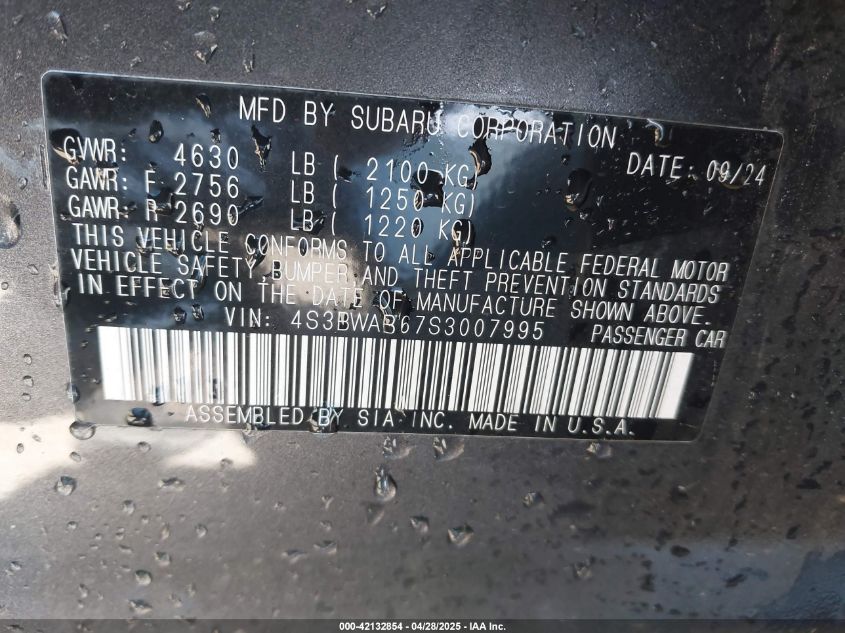 MFD BY SUBARU CORPORATION
GVWR: 4630 LB ( 2100 KG) DATE: 09/24
GAWR: F 2756 LB ( 1250 KG)
GAWR: R 2690 LB ( 1220 KG)
THIS VEHICLE CONFORMS TO ALL APPLICABLE FEDERAL MOTOR
VEHICLE SAFETY, BUMPER AND THEFT PREVENTION STANDARDS
IN EFFECT ON THE DATE OF MANUFACTURE SHOWN ABOVE.
VIN: 4S3BWAB67S3007995 PASSENGER CAR
ASSEMBLED BY SIA INC. MADE IN U.S.A.
000-42132854 | 04/28/2025 - IAA Inc.